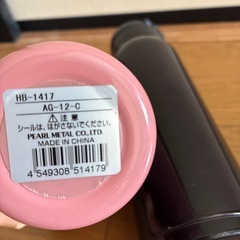 HB-1417
AG-12-C
⚠注意
シールは、はがさないでください。
PEARL METAL CO.,LTD.
MADE IN CHINA
4 549308 514179